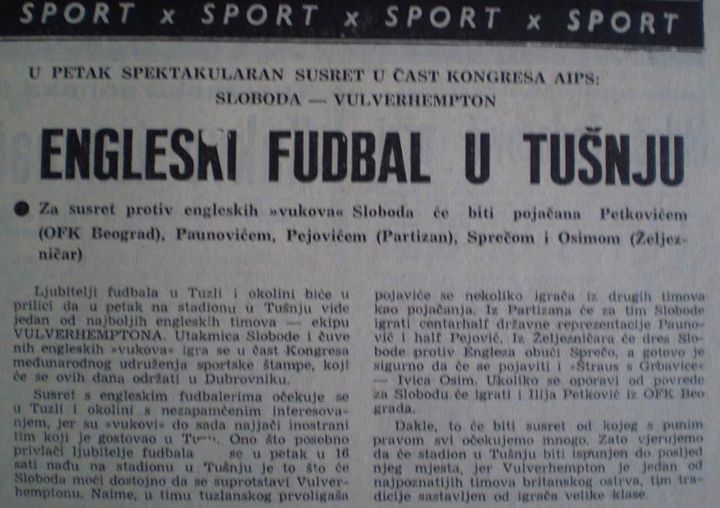 SPORT x SPORT x SPORT x SPORT
U PETAK SPEKTAKULARAN SUSRET U ČAST KONGRESA AIPS:
SLOBODA — VULVERHEMPTON
ENGLESKI FUDBAL U TUŠNJU
● Za susret protiv engleskih »vukova« Sloboda će biti pojačana Petkovićem
(OFK Beograd), Paunovićem, Pejovićem (Partizan), Sprečom i Osimom (Željez-
ničar)
Ljubitelji fudbala u Tuzli i okolini biće u
prilici da u petak na stadionu u Tušnju vide
jedan od najboljih engleskih timova — ekipu
VULVERHEMPTONA. Utakmica Slobode i čuve
nih engleskih »vukova« igra se u čast Kongresa
međunarodnog udruženja sportske štampe, koji
će se ovih dana održati u Dubrovniku.
Susret s engleskim fudbalerima očekuje se
u Tuzli i okolini s nezapamćenim interesova-
njem, jer su »vukovi« do sada najjači inostrani
tim koji je gostovao u Ono što posebno
privlači ljubitelje fudbala se u petak u 16
sati nađu na stadionu u Tušnju je to što će
Sloboda moći dostojno da se suprotstavi Vulver-
hemptonu. Naime, u timu tuzlanskog prvoligaša
pojaviće se nekoliko igrača iz drugih timova
kao pojačanja. Iz Partizana će za tim Slobode
igrati centarhalf državne reprezentacije Pauno-
vić i half Pejović. Iz Željezničara će dres Slo-
bode protiv Engleza obući Sprečo, a gotovo je
sigurno da će se pojaviti i »Štraus s Grbavice«
— Ivica Osim. Ukoliko se oporavi od povrede
za Slobodu će igrati i Ilija Petković iz OFK Beo
grada.
Dakle, to će biti susret od kojeg s punim
pravom svi očekujemo mnogo. Zato vjerujemo
da će stadion u Tušnju biti ispunjen do posljed
njeg mjesta, jer Vulverhempton je jedan od
najpoznatijih timova britanskog ostrva, tim tra-
dicije sastavljen od igrača velike klase.